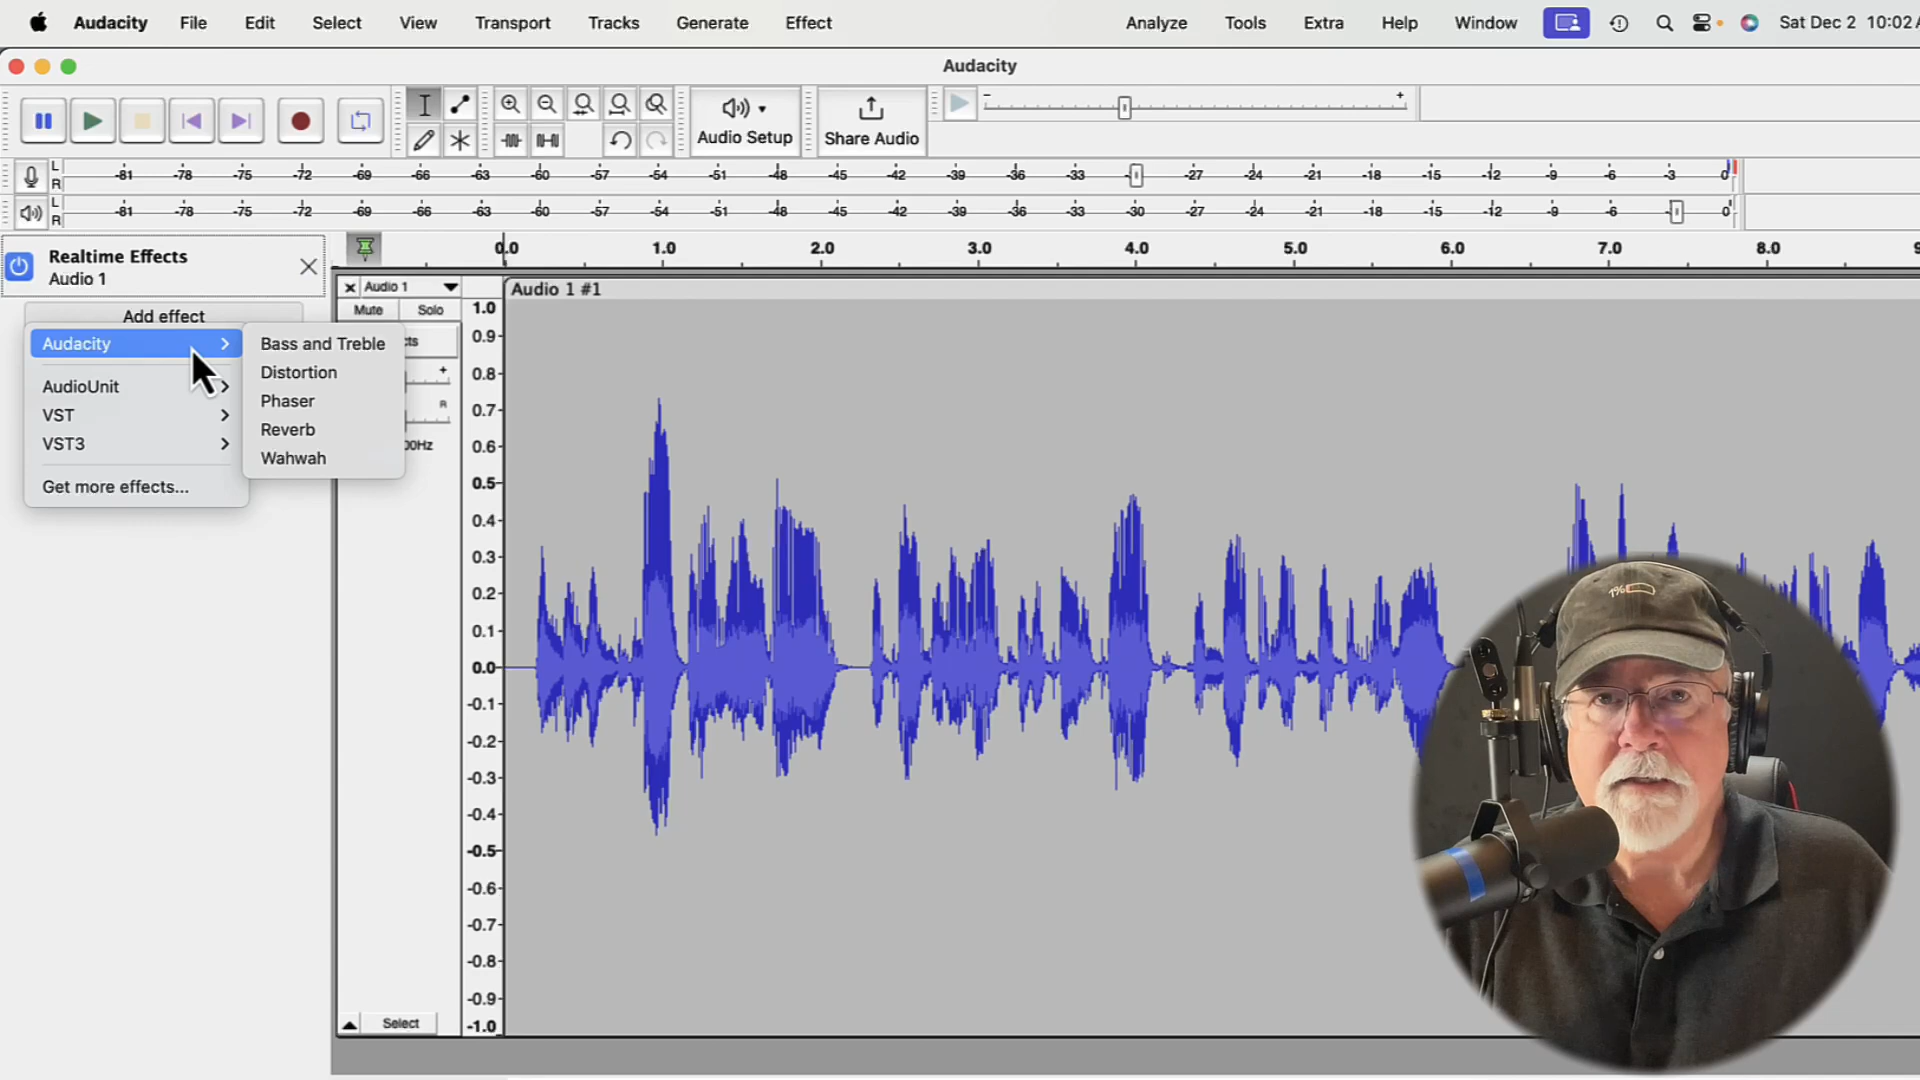 Audacity File Edit Select View Transport Tracks Generate Effect Analyze Tools Extra Help Window Sat Dec 2 10:02
Audacity
Audio Setup
Share Audio
- +
L
R
-81 -78 -75 -72 -69 -66 -63 -60 -57 -54 -51 -48 -45 -42 -39 -36 -33 -27 -24 -21 -18 -15 -12 -9 -6 -3 0
L
R
-81 -78 -75 -72 -69 -66 -63 -60 -57 -54 -51 -48 -45 -42 -39 -36 -33 -30 -27 -24 -21 -18 -15 -12 -9 -6 0
Realtime Effects
Audio 1
0.0 1.0 2.0 3.0 4.0 5.0 6.0 7.0 8.0 9
Add effect
Audacity
AudioUnit
VST
VST3
Get more effects...
Bass and Treble
Distortion
Phaser
Reverb
Wahwah
Audio 1
Mute Solo
cts
+
R
00Hz
Select
Audio 1 #1
1.0
0.9
0.8
0.7
0.6
0.5
0.4
0.3
0.2
0.1
0.0
-0.1
-0.2
-0.3
-0.4
-0.5
-0.6
-0.7
-0.8
-0.9
-1.0
1%